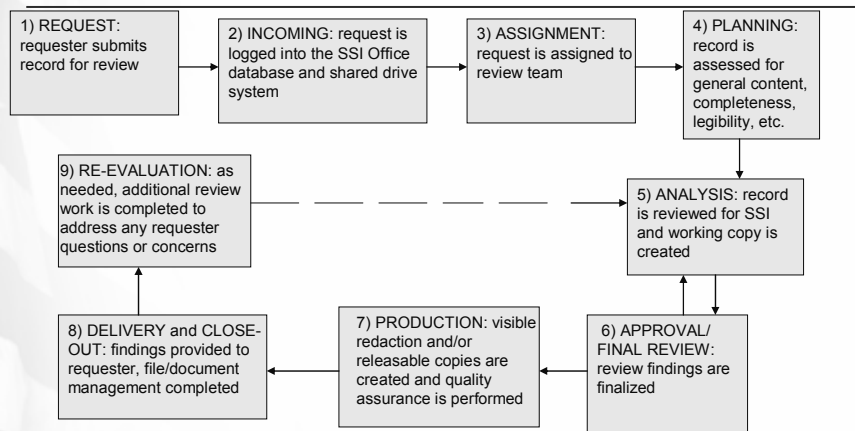 1) REQUEST:
requester submits
record for review
2) INCOMING: request is
logged into the SSI Office
database and shared drive
system
3) ASSIGNMENT:
request is assigned to
review team
4) PLANNING:
record is
assessed for
general content,
completeness,
legibility, etc.
5) ANALYSIS: record
is reviewed for SSI
and working copy is
created
6) APPROVAL/
FINAL REVIEW:
review findings are
finalized
7) PRODUCTION: visible
redaction and/or
releasable copies are
created and quality
assurance is performed
8) DELIVERY and CLOSE-
OUT: findings provided to
requester, file/document
management completed
9) RE-EVALUATION: as
needed, additional review
work is completed to
address any requester
questions or concerns